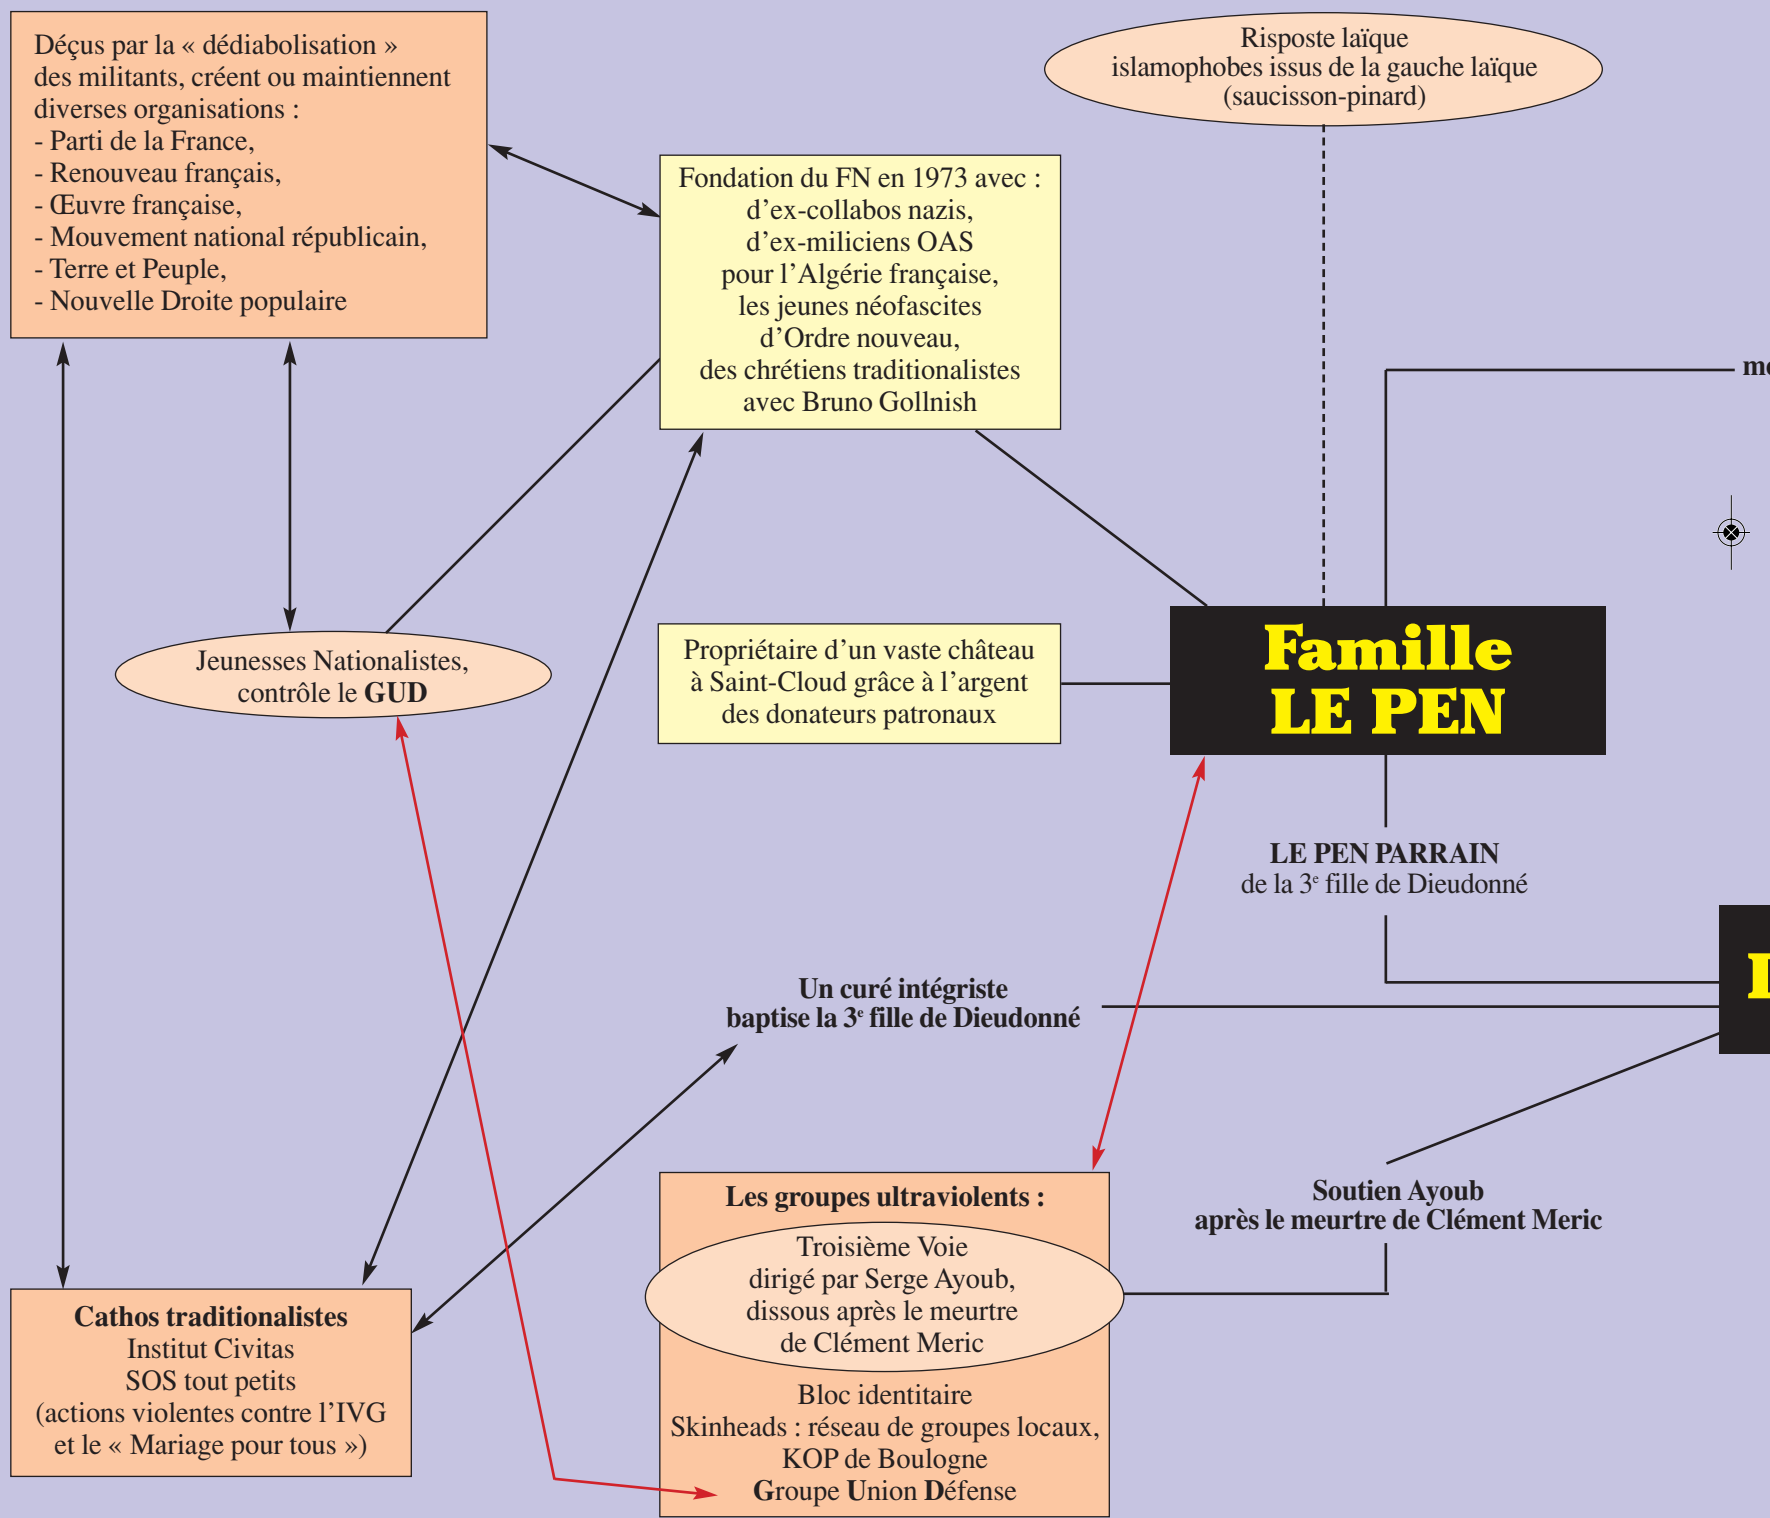 Déçus par la « dédiabolisation »
des militants, créent ou maintiennent
diverses organisations :
- Parti de la France,
- Renouveau français,
- Œuvre française,
- Mouvement national républicain,
- Terre et Peuple,
- Nouvelle Droite populaire
Risposte laïque
islamophobes issus de la gauche laïque
(saucisson-pinard)
Fondation du FN en 1973 avec :
d’ex-collabos nazis,
d’ex-miliciens OAS
pour l’Algérie française,
les jeunes néofascites
d’Ordre nouveau,
des chrétiens traditionalistes
avec Bruno Gollnish
Jeunesses Nationalistes,
contrôle le GUD
Propriétaire d’un vaste château
à Saint-Cloud grâce à l’argent
des donateurs patronaux
Famille
LE PEN
LE PEN PARRAIN
de la 3e fille de Dieudonné
Un curé intégriste
baptise la 3e fille de Dieudonné
Soutien Ayoub
après le meurtre de Clément Meric
Cathos traditionalistes
Institut Civitas
SOS tout petits
(actions violentes contre l’IVG
et le « Mariage pour tous »)
Les groupes ultraviolents :
Troisième Voie
dirigé par Serge Ayoub,
dissous après le meurtre
de Clément Meric
Bloc identitaire
Skinheads : réseau de groupes locaux,
KOP de Boulogne
Groupe Union Défense